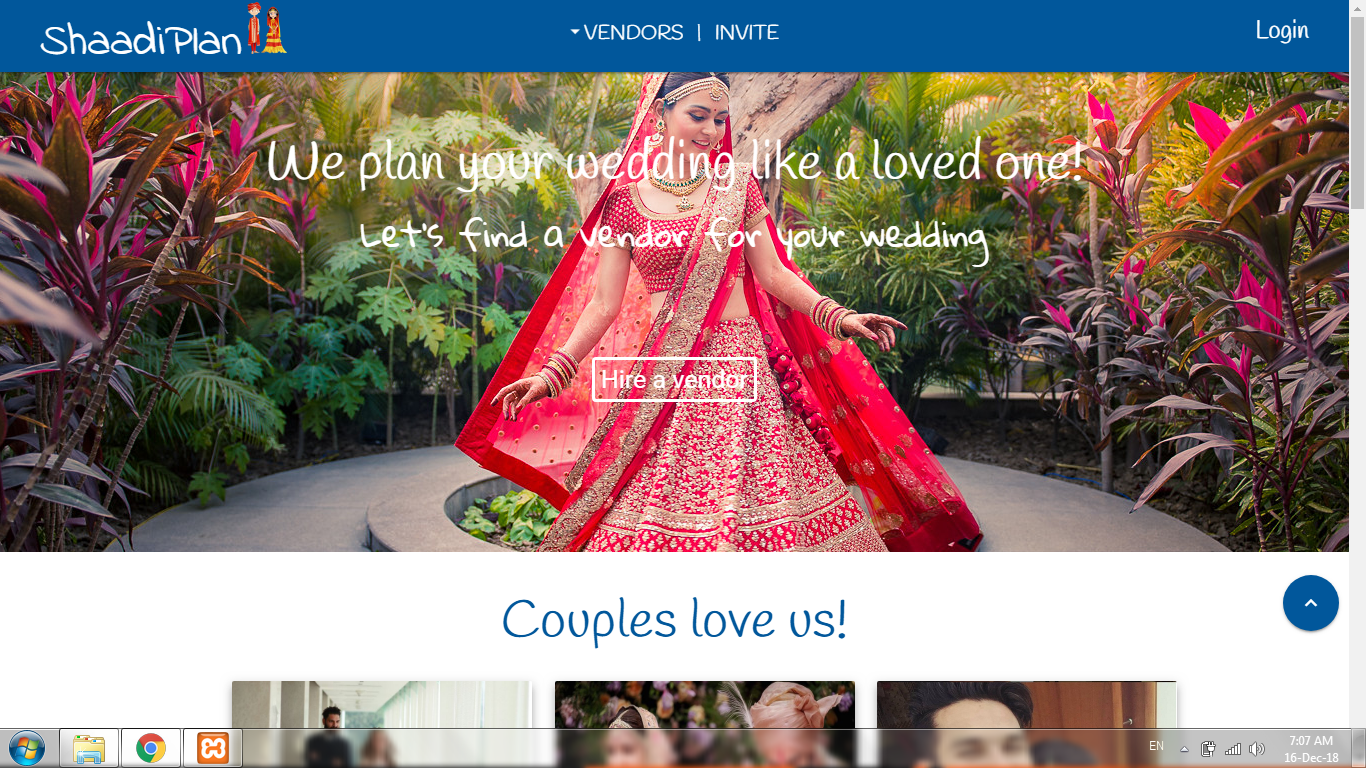 ShaadiPlan
VENDORS | INVITE
Login
We plan your wedding like a loved one!
Let's find a vendor for your wedding
Hire a vendor
Couples love us!
EN
7:07 AM
16-Dec-18